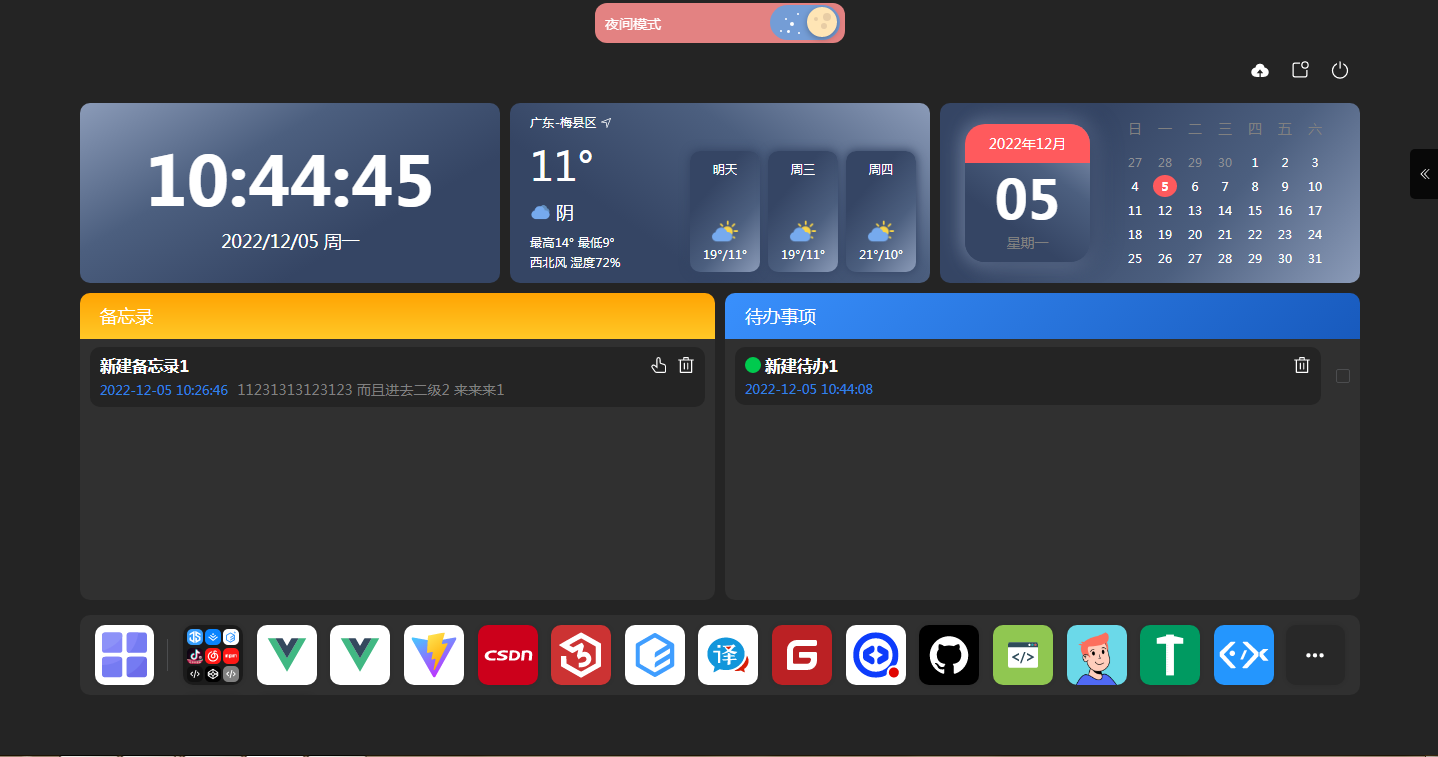 夜间模式
10:44:45
2022/12/05 周一
广东-梅县区
11°
阴
最高14° 最低9°
西北风 湿度72%
明天
19°/11°
周三
19°/11°
周四
21°/10°
2022年12月
05
星期一
日 一 二 三 四 五 六
27 28 29 30 1 2 3
4 5 6 7 8 9 10
11 12 13 14 15 16 17
18 19 20 21 22 23 24
25 26 27 28 29 30 31
备忘录
新建备忘录1
2022-12-05 10:26:46 11231313123123 而且进去二级2 来来来1
待办事项
新建待办1
2022-12-05 10:44:08
CSDN
译